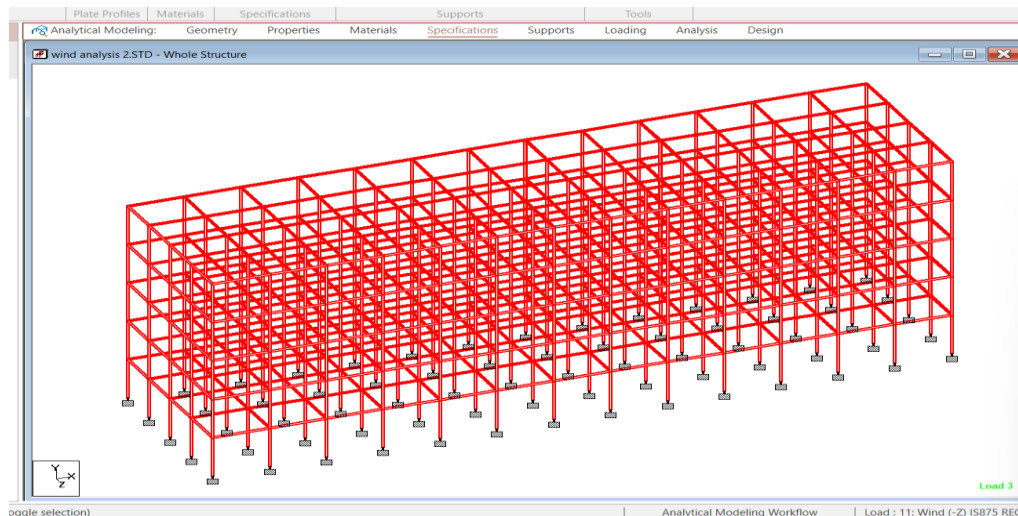 Plate Profiles Materials Specifications Supports Tools
Analytical Modeling: Geometry Properties Materials Specifications Supports Loading Analysis Design
wind analysis 2.STD - Whole Structure
Y
X
Z
Load 3
oggle selection) Analytical Modeling Workflow Load : 11: Wind (-Z) IS875 REC